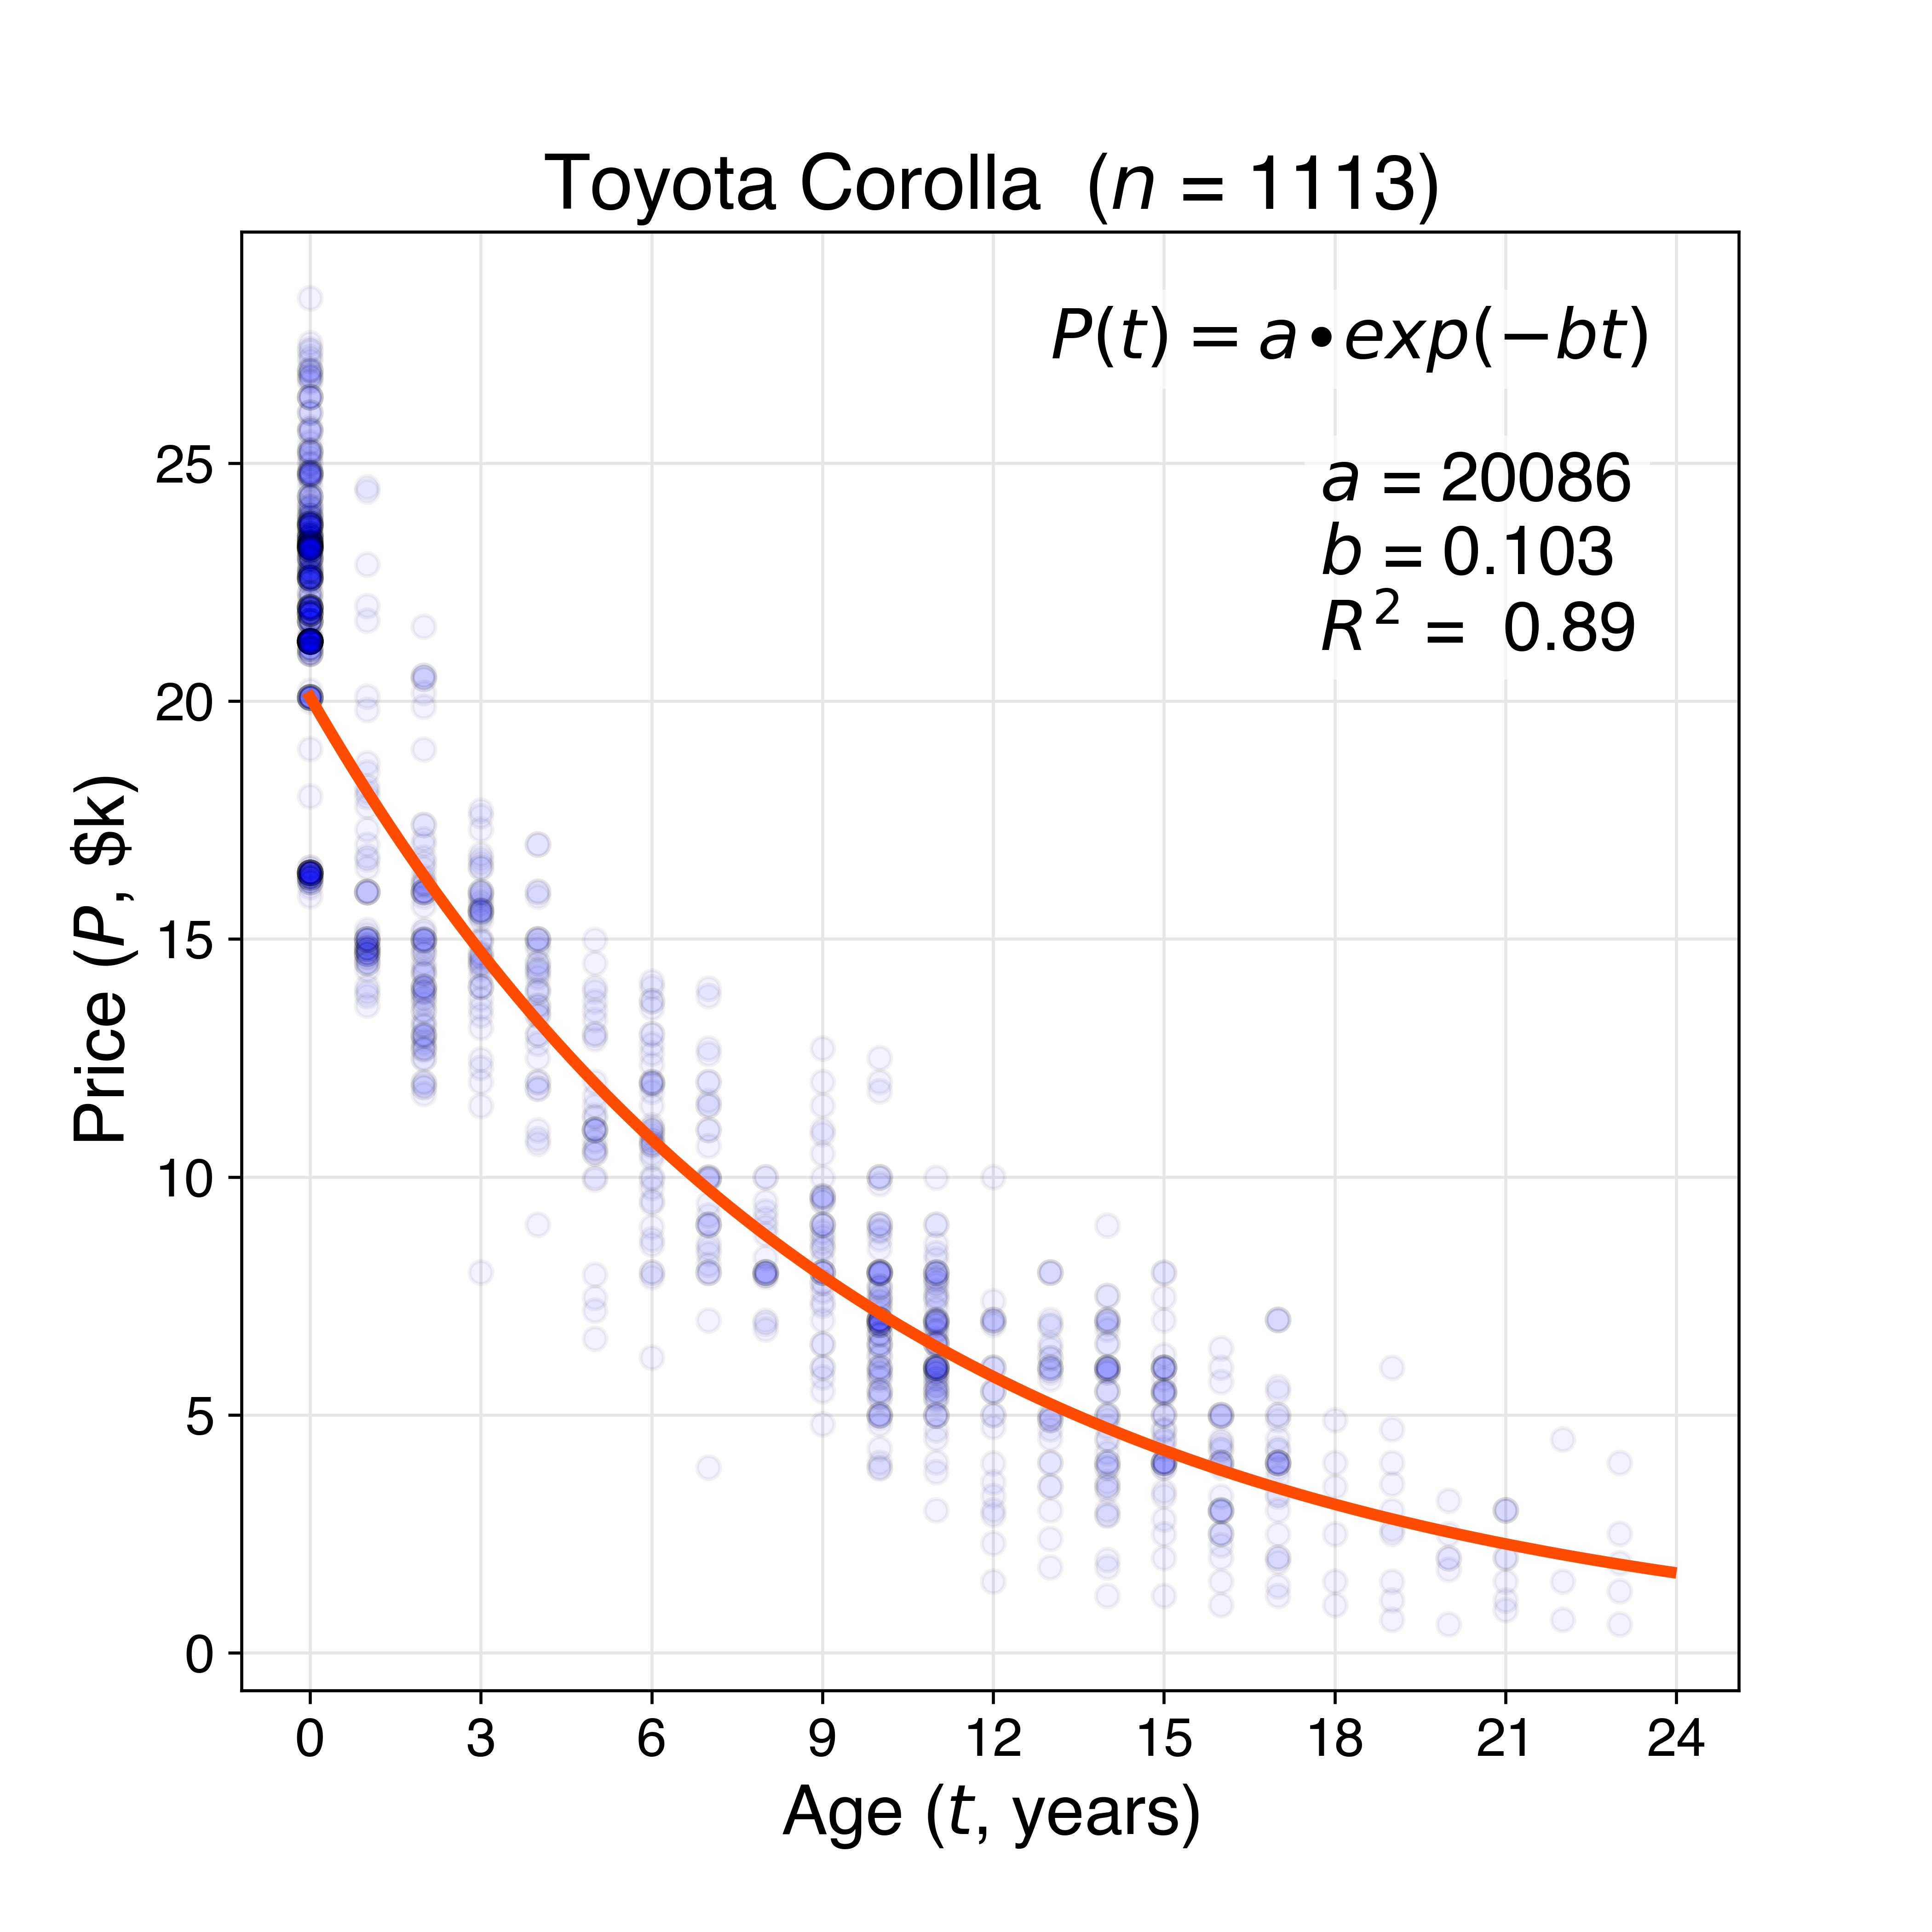 Toyota Corolla (n = 1113)
P(t) = a•exp(−bt)
a = 20086
b = 0.103
R² = 0.89
Price (P, $k)
25
20
15
10
5
0
0 3 6 9 12 15 18 21 24
Age (t, years)